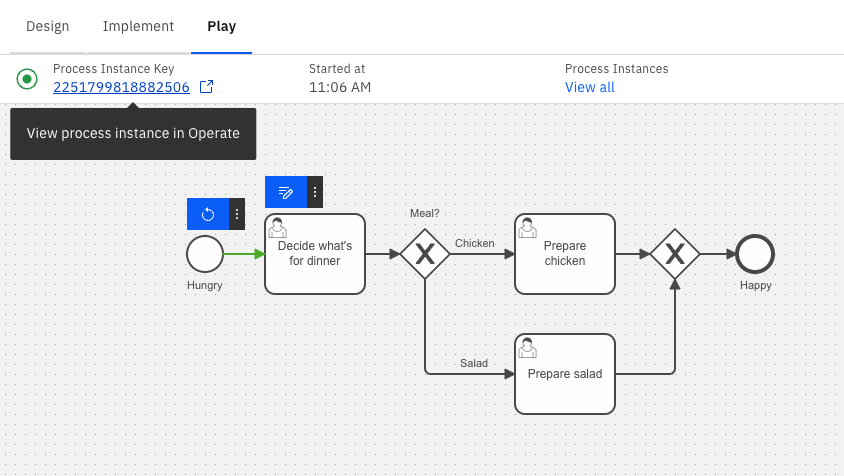 Design Implement Play
Process Instance Key Started at Process Instances
2251799818882506 11:06 AM View all
View process instance in Operate
Meal?
Chicken
Decide what's
for dinner
Prepare
chicken
Hungry
Happy
Salad
Prepare salad